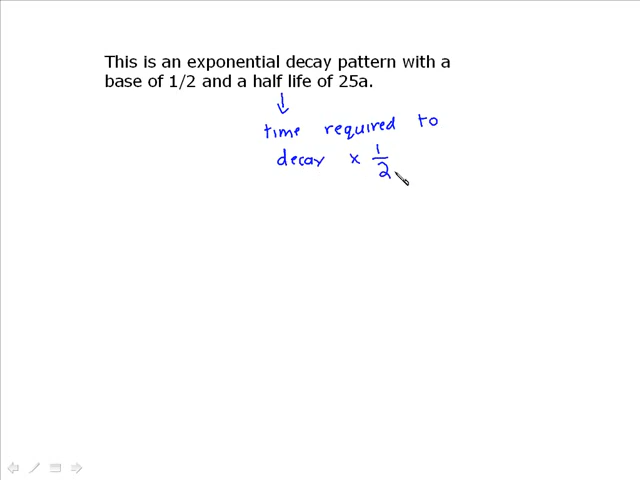 This is an exponential decay pattern with a
base of 1/2 and a half life of 25a.
time required to
decay x 1/2